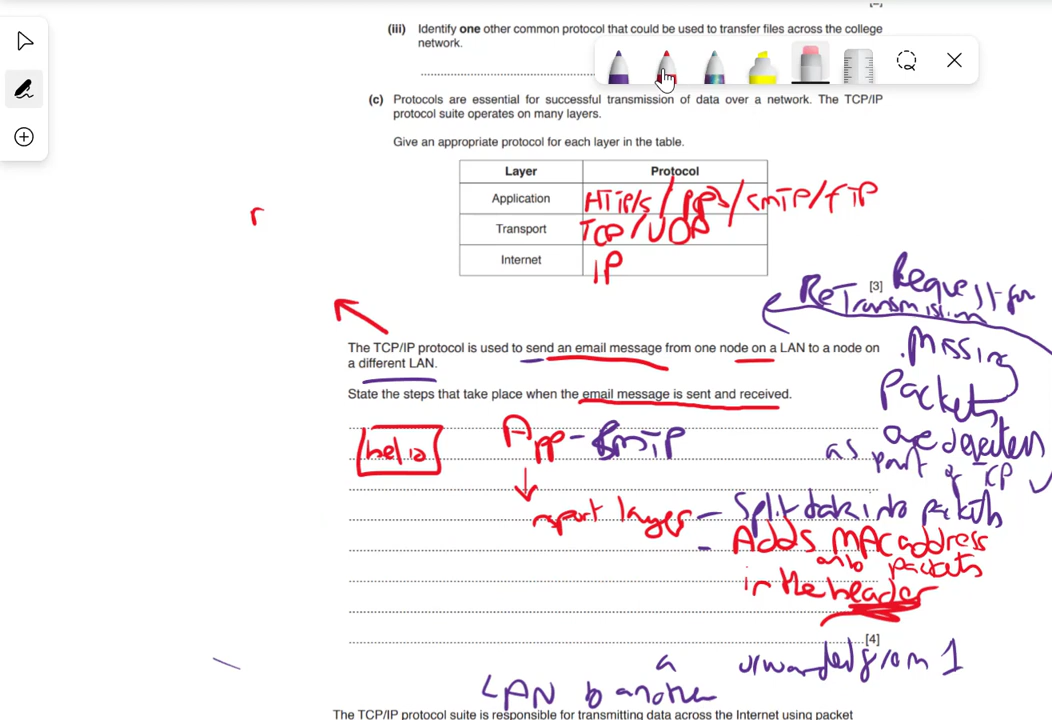 (iii) Identify one other common protocol that could be used to transfer files across the college
network.
(c) Protocols are essential for successful transmission of data over a network. The TCP/IP
protocol suite operates on many layers.
Give an appropriate protocol for each layer in the table.
Layer Protocol
Application HTTP/S / POP3 / SMTP / FTP
Transport TCP / UDP
Internet IP
[3]
Request for
ReTransmission
The TCP/IP protocol is used to send an email message from one node on a LAN to a node on
a different LAN.
. Missing
Packets
State the steps that take place when the email message is sent and received.
hello
App - SMTP
are detected
as part of TCP
nsport layer - Split data into packets
- Adds MAC address
onto packets
in the header
[4]
a
from 1
LAN to another
The TCP/IP protocol suite is responsible for transmitting data across the Internet using packet